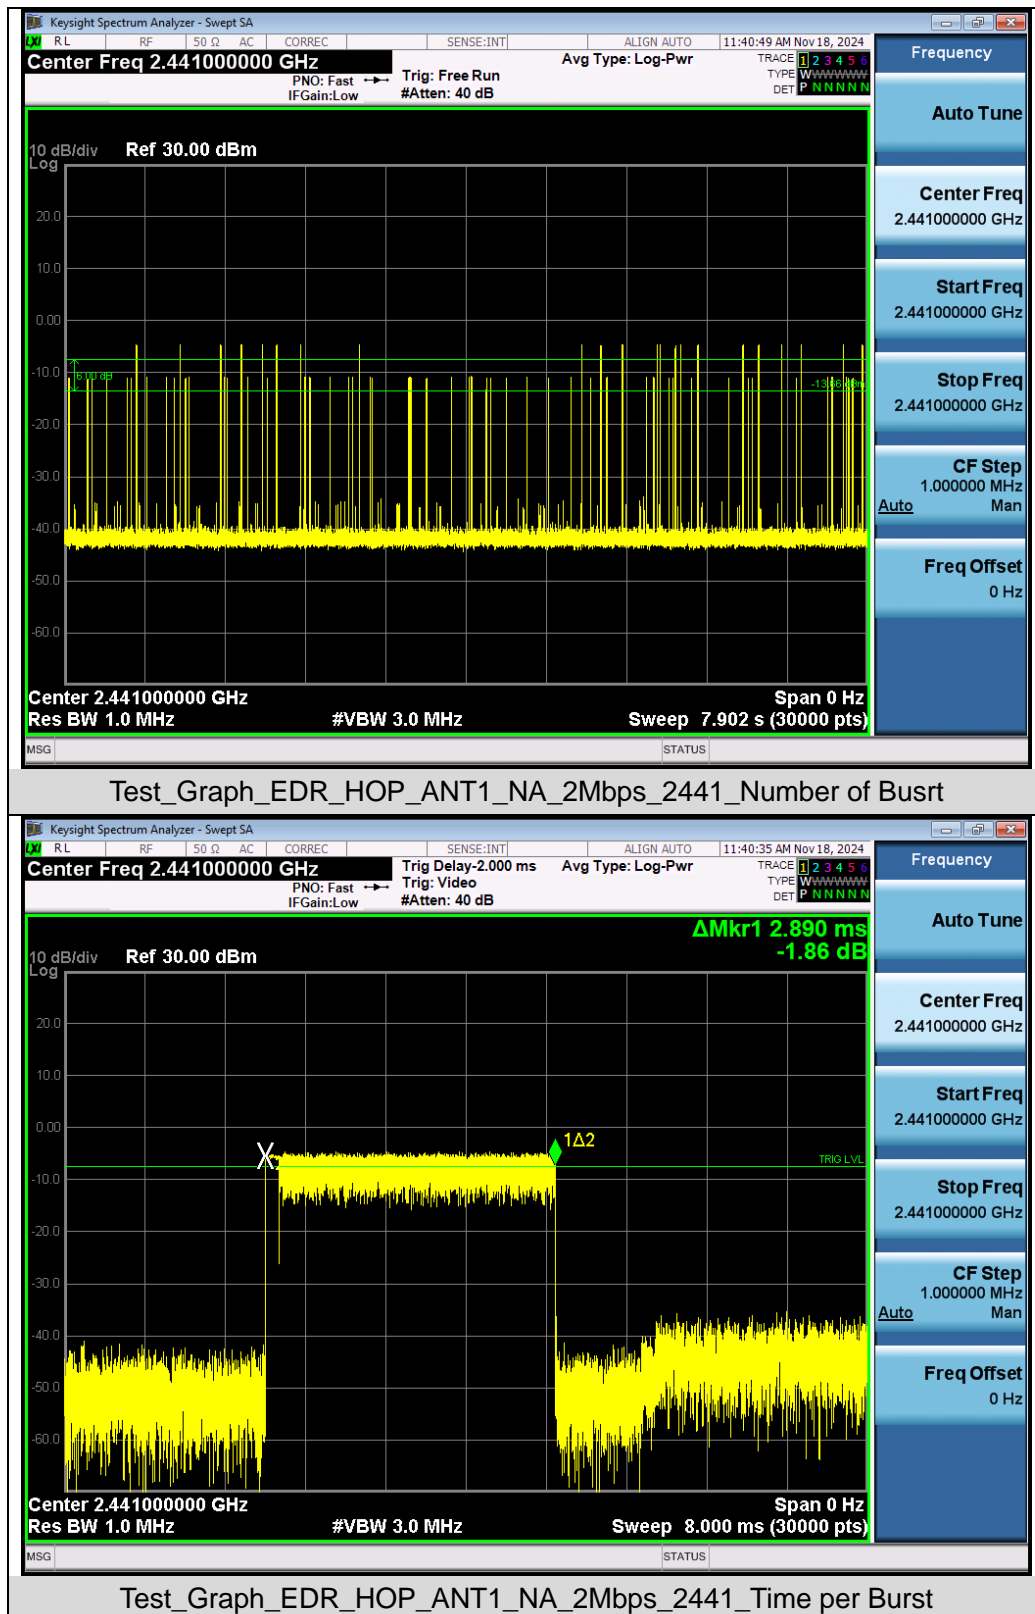 Keysight Spectrum Analyzer - Swept SA
LXI RL RF 50 Ω AC CORREC SENSE:INT ALIGN AUTO 11:40:49 AM Nov 18, 2024
Center Freq 2.441000000 GHz Avg Type: Log-Pwr TRACE 1 2 3 4 5 6
PNO: Fast Trig: Free Run TYPE WWWWWW
IFGain:Low #Atten: 40 dB DET P N N N N N
Frequency
Auto Tune
10 dB/div Ref 30.00 dBm
Log
20.0
10.0
0.00
-10.0
6.00 dB
-20.0
-30.0
-40.0
-50.0
-60.0
Center Freq
2.441000000 GHz
Start Freq
2.441000000 GHz
Stop Freq
2.441000000 GHz
CF Step
1.000000 MHz
Auto Man
Freq Offset
0 Hz
Center 2.441000000 GHz Span 0 Hz
Res BW 1.0 MHz #VBW 3.0 MHz Sweep 7.902 s (30000 pts)
MSG STATUS
Test_Graph_EDR_HOP_ANT1_NA_2Mbps_2441_Number of Busrt
Keysight Spectrum Analyzer - Swept SA
LXI RL RF 50 Ω AC CORREC SENSE:INT ALIGN AUTO 11:40:35 AM Nov 18, 2024
Center Freq 2.441000000 GHz Trig Delay-2.000 ms Avg Type: Log-Pwr TRACE 1 2 3 4 5 6
PNO: Fast Trig: Video TYPE WWWWWW
IFGain:Low #Atten: 40 dB DET P N N N N N
Frequency
Auto Tune
ΔMkr1 2.890 ms
-1.86 dB
10 dB/div Ref 30.00 dBm
Log
20.0
10.0
0.00
1Δ2
TRIG LVL
-10.0
-20.0
-30.0
-40.0
-50.0
-60.0
Center Freq
2.441000000 GHz
Start Freq
2.441000000 GHz
Stop Freq
2.441000000 GHz
CF Step
1.000000 MHz
Auto Man
Freq Offset
0 Hz
Center 2.441000000 GHz Span 0 Hz
Res BW 1.0 MHz #VBW 3.0 MHz Sweep 8.000 ms (30000 pts)
MSG STATUS
Test_Graph_EDR_HOP_ANT1_NA_2Mbps_2441_Time per Burst